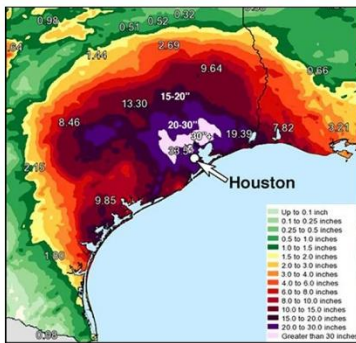 0.98
0.32
0.52
0.51
1.44
2.69
9.64
0.66
15-20"
13.30
8.46
20-30"
30"+
19.39
7.82
3.21
2.15
9.85
Houston
1.00
0.08
Up to 0.1 inch
0.1 to 0.25 inches
0.25 to 0.5 inches
0.5 to 1.0 inches
1.0 to 1.5 inches
1.5 to 2.0 inches
2.0 to 3.0 inches
3.0 to 4.0 inches
4.0 to 6.0 inches
6.0 to 8.0 inches
8.0 to 10.0 inches
10.0 to 15.0 inches
15.0 to 20.0 inches
20.0 to 30.0 inches
Greater than 30 inches